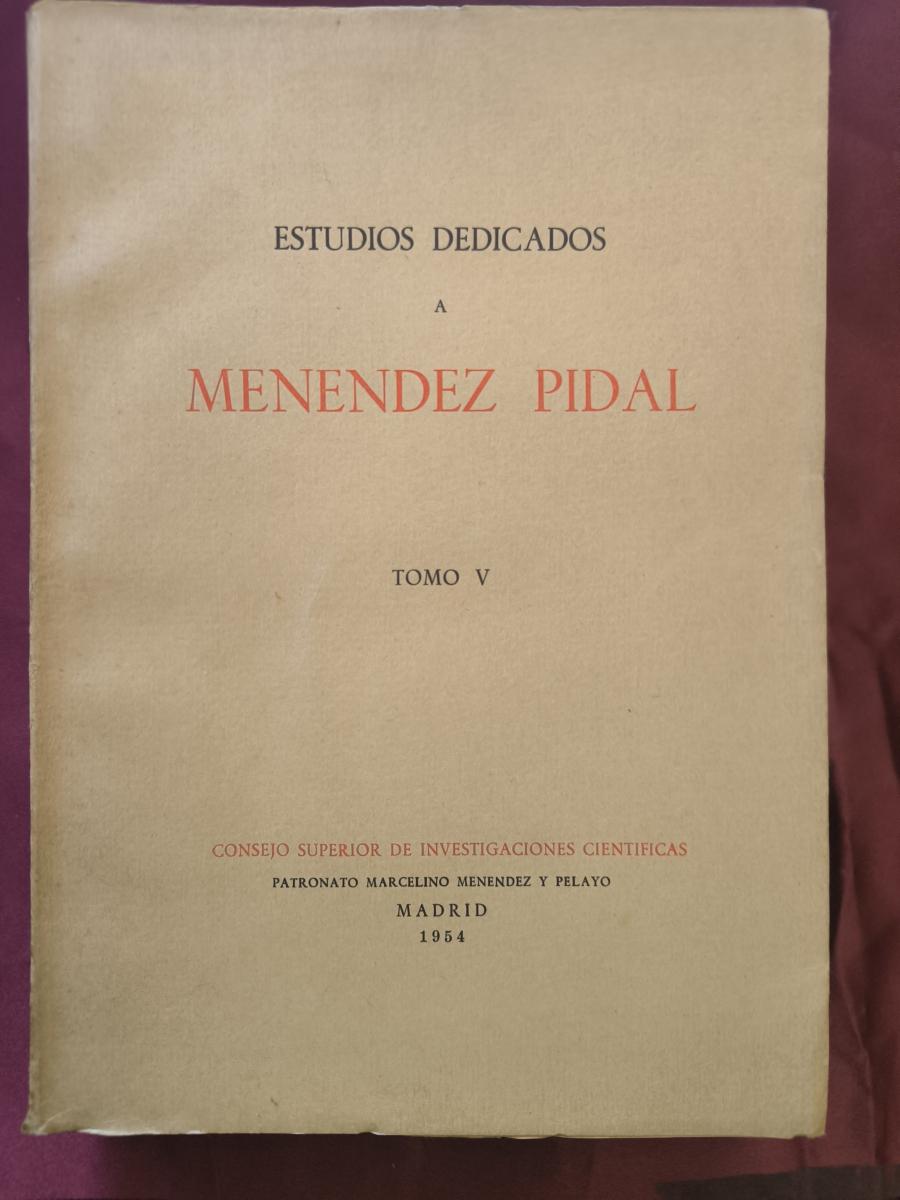 ESTUDIOS DEDICADOS
A
MENENDEZ PIDAL
TOMO V
CONSEJO SUPERIOR DE INVESTIGACIONES CIENTIFICAS
PATRONATO MARCELINO MENENDEZ Y PELAYO
MADRID
1954